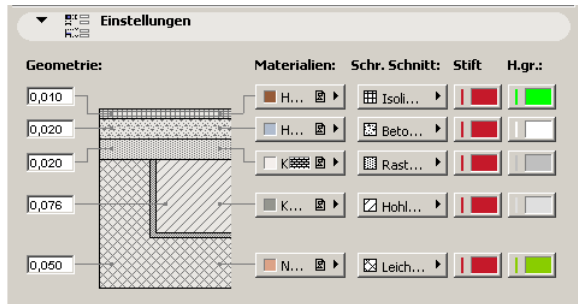 Einstellungen
Geometrie: Materialien: Schr. Schnitt: Stift H.gr.:
0,010 H... Isoli...
0,020 H... Beto...
0,020 K Rast...
0,076 K... Hohl...
0,050 N... Leich...